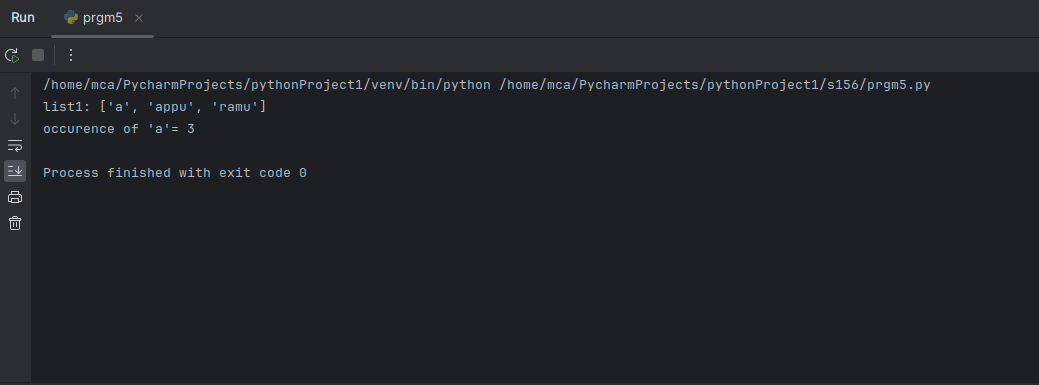 Run prgm5
/home/mca/PycharmProjects/pythonProject1/venv/bin/python /home/mca/PycharmProjects/pythonProject1/s156/prgm5.py
list1: ['a', 'appu', 'ramu']
occurence of 'a'= 3
Process finished with exit code 0